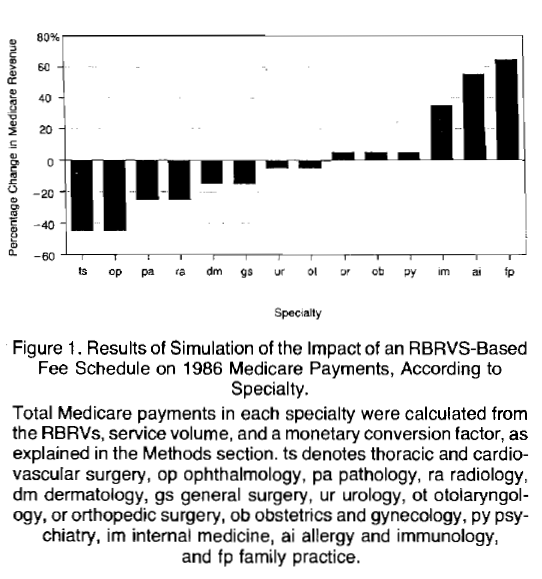 80%
60
40
20
0
−20
−40
−60
Percentage Change in Medicare Revenue
ts op pa ra dm gs ur ot or ob py im ai fp
Specialty
Figure 1. Results of Simulation of the Impact of an RBRVS-Based
Fee Schedule on 1986 Medicare Payments, According to
Specialty.
Total Medicare payments in each specialty were calculated from
the RBRVs, service volume, and a monetary conversion factor, as
explained in the Methods section. ts denotes thoracic and cardio-
vascular surgery, op ophthalmology, pa pathology, ra radiology,
dm dermatology, gs general surgery, ur urology, ot otolaryngol-
ogy, or orthopedic surgery, ob obstetrics and gynecology, py psy-
chiatry, im internal medicine, ai allergy and immunology,
and fp family practice.